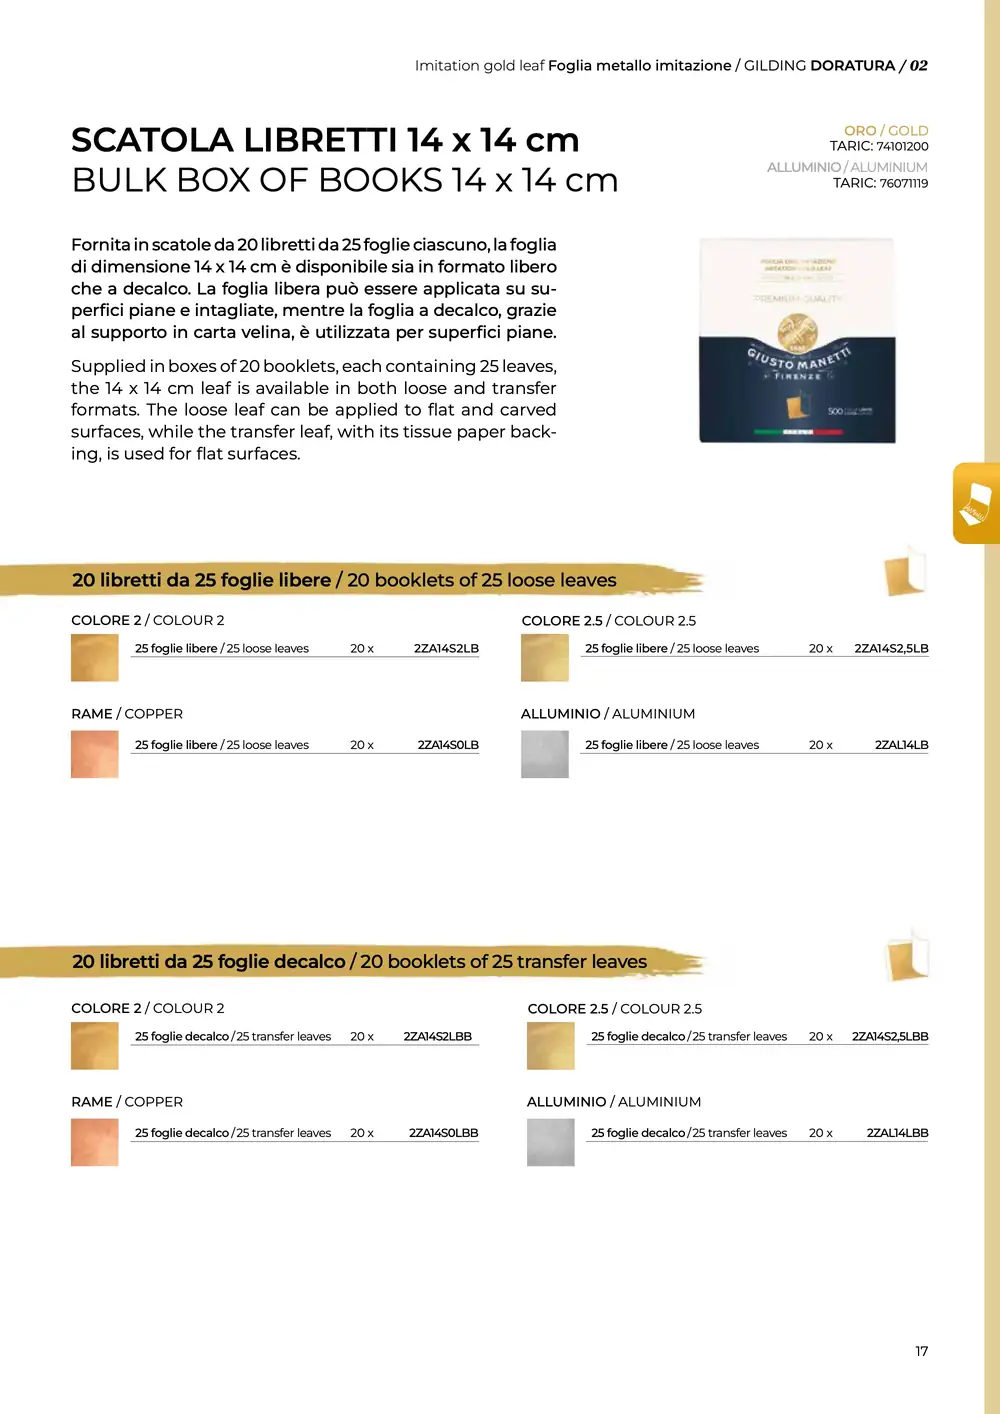 Imitation gold leaf Foglia metallo imitazione / GILDING DORATURA / 02
SCATOLA LIBRETTI 14 x 14 cm
BULK BOX OF BOOKS 14 x 14 cm
ORO / GOLD
TARIC: 74101200
ALLUMINIO / ALUMINIUM
TARIC: 76071119
Fornita in scatole da 20 libretti da 25 foglie ciascuno, la foglia
di dimensione 14 x 14 cm è disponibile sia in formato libero
che a decalco. La foglia libera può essere applicata su su-
perfici piane e intagliate, mentre la foglia a decalco, grazie
al supporto in carta velina, è utilizzata per superfici piane.
Supplied in boxes of 20 booklets, each containing 25 leaves,
the 14 x 14 cm leaf is available in both loose and transfer
formats. The loose leaf can be applied to flat and carved
surfaces, while the transfer leaf, with its tissue paper back-
ing, is used for flat surfaces.
FOGLIA ORO IMITAZIONE
IMITATION GOLD LEAF
PREMIUM QUALITY
GIUSTO MANETTI
FIRENZE
500
ITALY
20 libretti da 25 foglie libere / 20 booklets of 25 loose leaves
COLORE 2 / COLOUR 2
25 foglie libere / 25 loose leaves 20 x 2ZA14S2LB
COLORE 2.5 / COLOUR 2.5
25 foglie libere / 25 loose leaves 20 x 2ZA14S2,5LB
RAME / COPPER
25 foglie libere / 25 loose leaves 20 x 2ZA14S0LB
ALLUMINIO / ALUMINIUM
25 foglie libere / 25 loose leaves 20 x 2ZAL14LB
20 libretti da 25 foglie decalco / 20 booklets of 25 transfer leaves
COLORE 2 / COLOUR 2
25 foglie decalco / 25 transfer leaves 20 x 2ZA14S2LBB
COLORE 2.5 / COLOUR 2.5
25 foglie decalco / 25 transfer leaves 20 x 2ZA14S2,5LBB
RAME / COPPER
25 foglie decalco / 25 transfer leaves 20 x 2ZA14S0LBB
ALLUMINIO / ALUMINIUM
25 foglie decalco / 25 transfer leaves 20 x 2ZAL14LBB
17